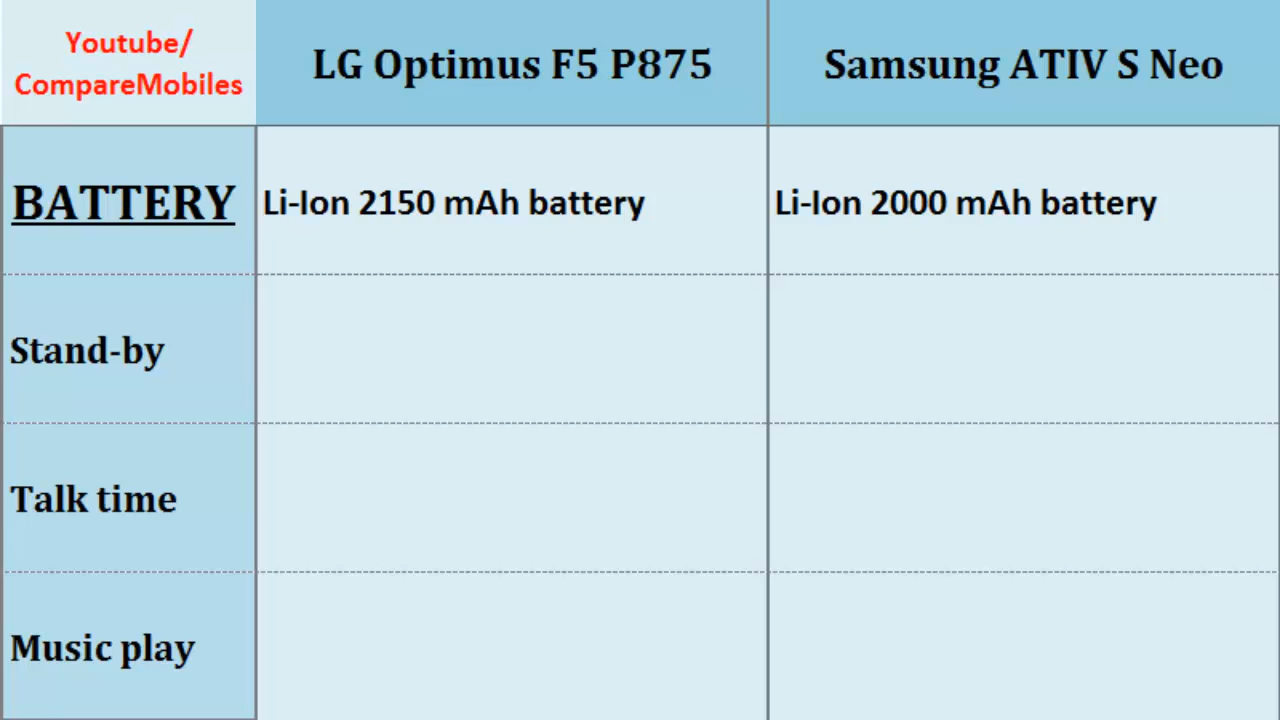 Youtube/
CompareMobiles
LG Optimus F5 P875
Samsung ATIV S Neo
BATTERY
Li-Ion 2150 mAh battery
Li-Ion 2000 mAh battery
Stand-by
Talk time
Music play